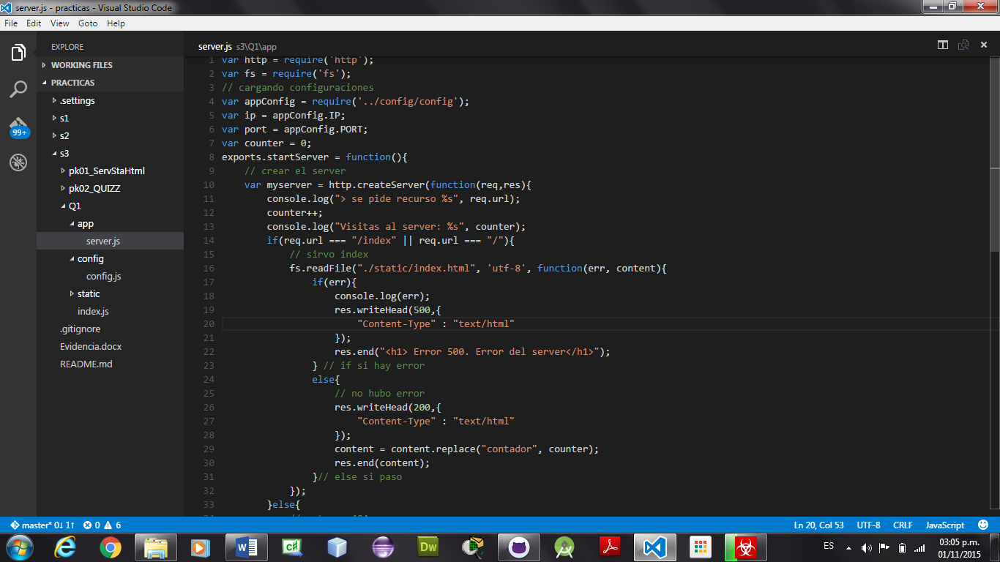 server.js - practicas - Visual Studio Code
File Edit View Goto Help
EXPLORE
WORKING FILES
PRACTICAS
.settings
s1
s2
s3
pk01_ServStaHtml
pk02_QUIZZ
Q1
app
server.js
config
config.js
static
index.js
.gitignore
Evidencia.docx
README.md
99+
server.js s3\Q1\app
1 var http = require('http');
2 var fs = require('fs');
3 // cargando configuraciones
4 var appConfig = require('../config/config');
5 var ip = appConfig.IP;
6 var port = appConfig.PORT;
7 var counter = 0;
8 exports.startServer = function(){
9 // crear el server
10 var myserver = http.createServer(function(req,res){
11 console.log("> se pide recurso %s", req.url);
12 counter++;
13 console.log("Visitas al server: %s", counter);
14 if(req.url === "/index" || req.url === "/"){
15 // sirvo index
16 fs.readFile("./static/index.html", 'utf-8', function(err, content){
17 if(err){
18 console.log(err);
19 res.writeHead(500,{
20 "Content-Type" : "text/html"
21 });
22 res.end("<h1> Error 500. Error del server</h1>");
23 } // if si hay error
24 else{
25 // no hubo error
26 res.writeHead(200,{
27 "Content-Type" : "text/html"
28 });
29 content = content.replace("contador", counter);
30 res.end(content);
31 }// else si paso
32 });
33 }else{
master* 0↓ 1↑ 0 6
Ln 20, Col 53 UTF-8 CRLF JavaScript
C#
Dw
ES
03:05 p.m.
01/11/2015